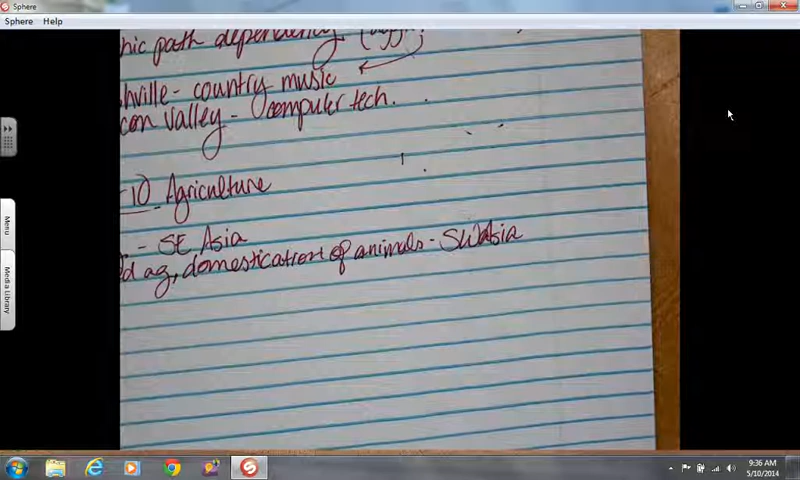 Sphere
Sphere Help
hic path dependency. (
hville - country music
con Valley - computer tech.
-10 Agriculture
- SE Asia
d ag, domestication of animals - SW Asia
Menu
Media Library
9:36 AM
5/10/2014